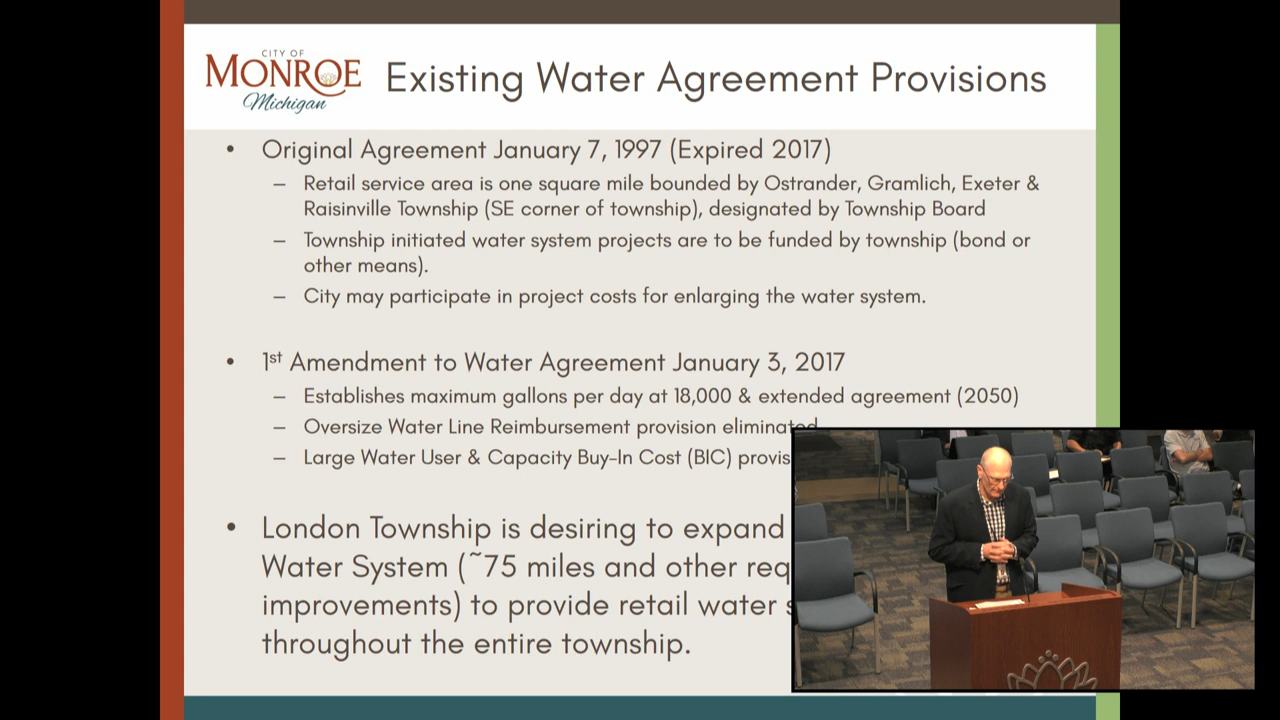 CITY OF
MONROE
Michigan
Existing Water Agreement Provisions
• Original Agreement January 7, 1997 (Expired 2017)
– Retail service area is one square mile bounded by Ostrander, Gramlich, Exeter &
Raisinville Township (SE corner of township), designated by Township Board
– Township initiated water system projects are to be funded by township (bond or
other means).
– City may participate in project costs for enlarging the water system.
• 1st Amendment to Water Agreement January 3, 2017
– Establishes maximum gallons per day at 18,000 & extended agreement (2050)
– Oversize Water Line Reimbursement provision eliminated
– Large Water User & Capacity Buy-In Cost (BIC)
• London Township is desiring to expand
Water System (~75 miles and other
improvements) to provide retail water
throughout the entire township.